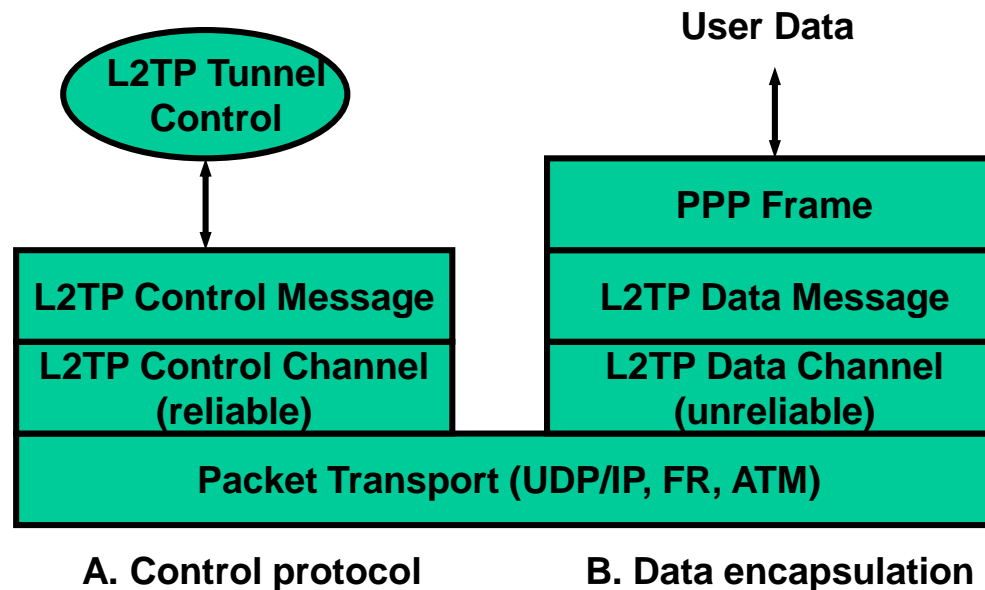 User Data
L2TP Tunnel
Control
PPP Frame
L2TP Control Message
L2TP Data Message
L2TP Control Channel
(reliable)
L2TP Data Channel
(unreliable)
Packet Transport (UDP/IP, FR, ATM)
A. Control protocol
B. Data encapsulation